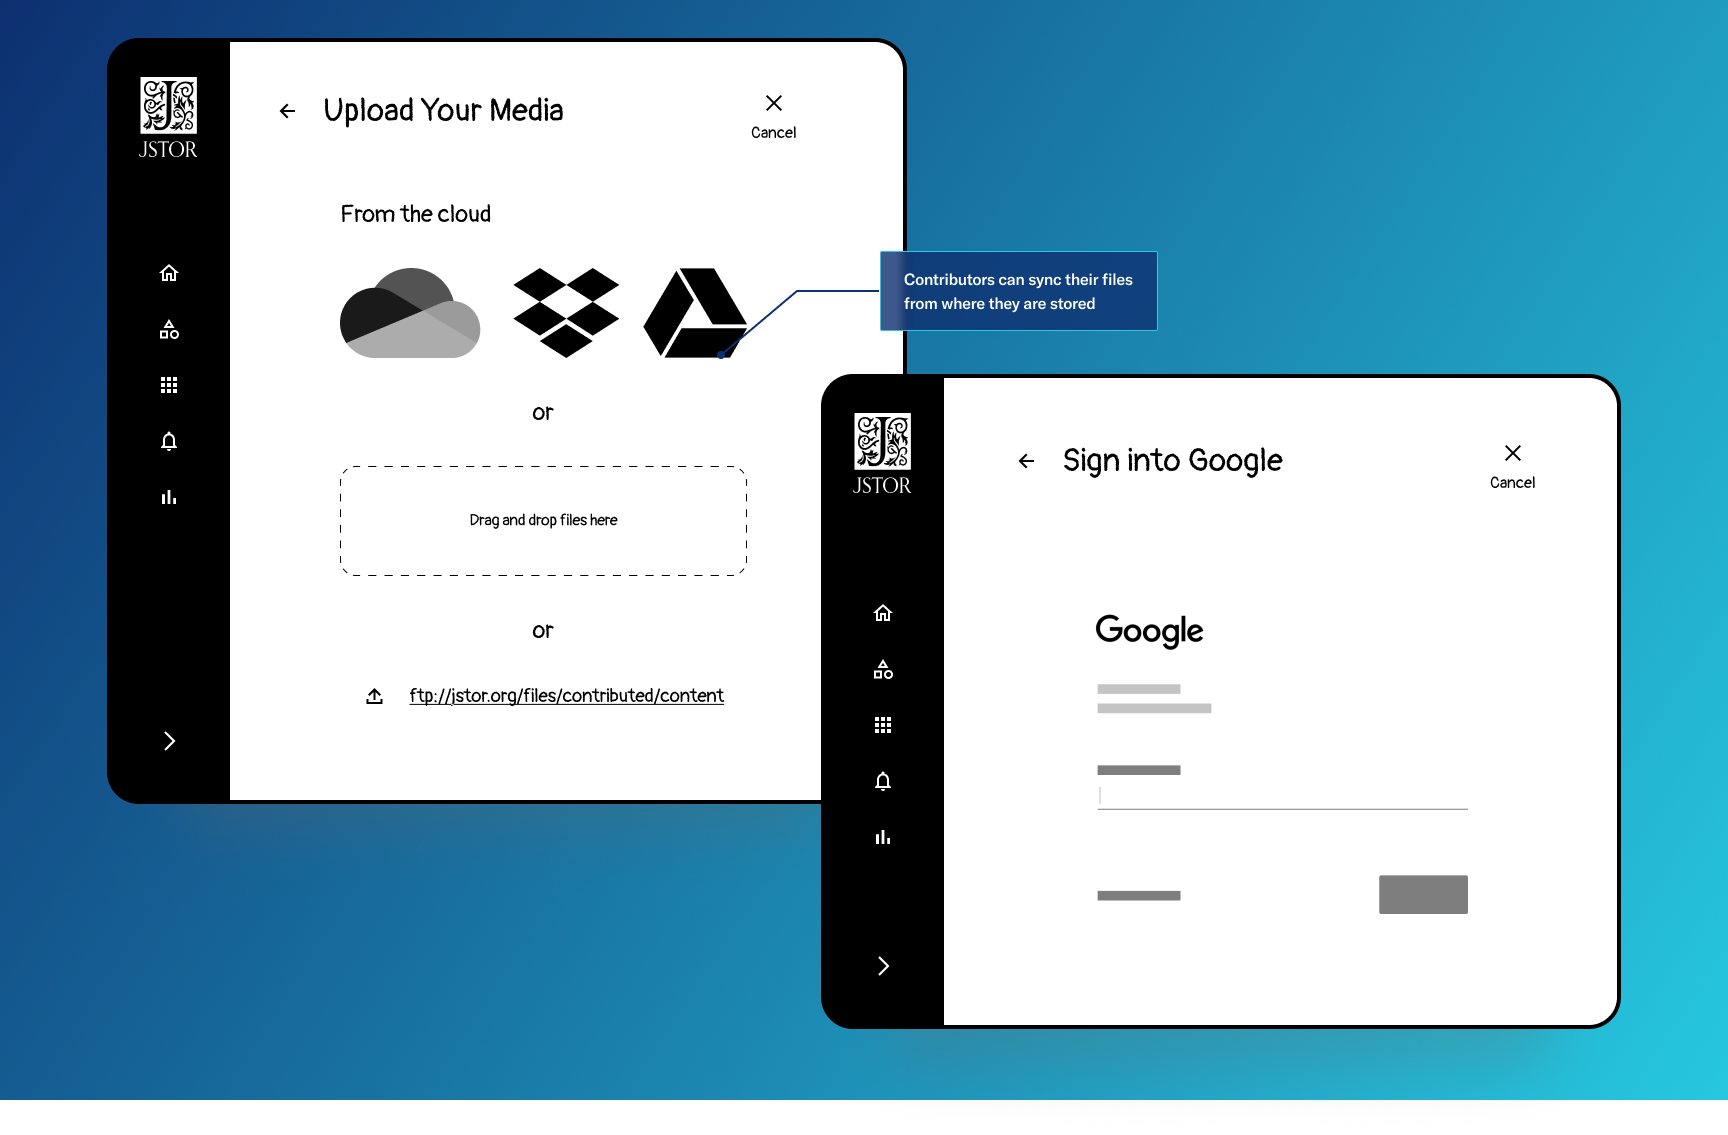 JSTOR
Upload Your Media
Cancel
From the cloud
Contributors can sync their files
from where they are stored
or
Drag and drop files here
or
ftp://jstor.org/files/contributed/content
JSTOR
Sign into Google
Cancel
Google